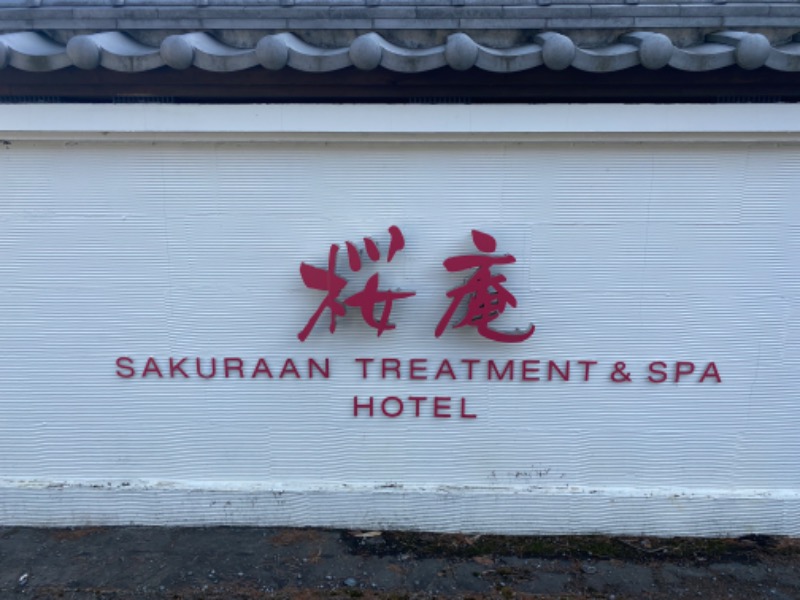 桜庵
SAKURAAN TREATMENT & SPA
HOTEL